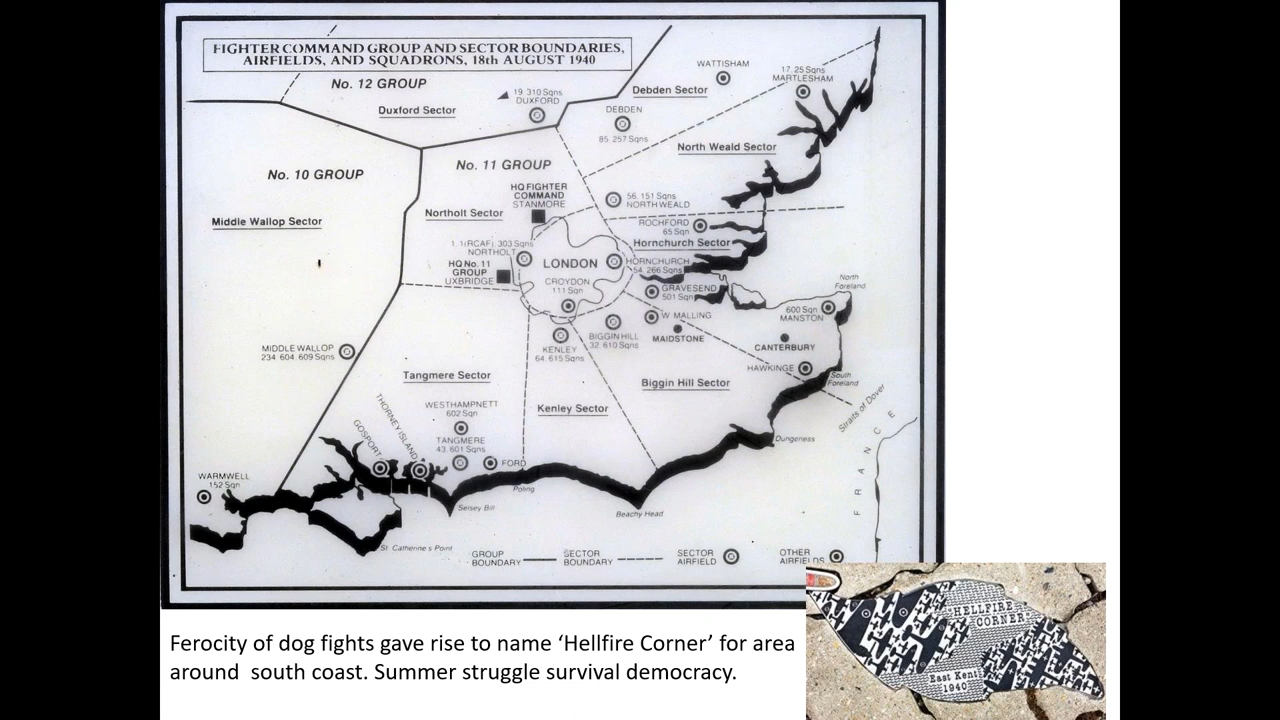 FIGHTER COMMAND GROUP AND SECTOR BOUNDARIES,
AIRFIELDS, AND SQUADRONS, 18th AUGUST 1940
No. 12 GROUP
Duxford Sector
19 310 Sqns
DUXFORD
WATTISHAM
Debden Sector
17. 25 Sqns
MARTLESHAM
DEBDEN
85. 257 Sqns
North Weald Sector
No. 10 GROUP
No. 11 GROUP
Middle Wallop Sector
HQ FIGHTER
COMMAND
STANMORE
Northolt Sector
56. 151 Sqns
NORTH WEALD
ROCHFORD
65 Sqn
Hornchurch Sector
1. 1 (RCAF). 303 Sqns
NORTHOLT
HQ No. 11
GROUP
UXBRIDGE
LONDON
HORNCHURCH
54. 266 Sqns
CROYDON
111 Sqn
GRAVESEND
501 Sqn
North
Foreland
600 Sqn
MANSTON
W MALLING
MAIDSTONE
CANTERBURY
BIGGIN HILL
32. 610 Sqns
KENLEY
64. 615 Sqns
MIDDLE WALLOP
234 604 609 Sqns
HAWKINGE
South
Foreland
Tangmere Sector
Biggin Hill Sector
Kenley Sector
Straits of Dover
FRANCE
WESTHAMPNETT
602 Sqn
THORNEY ISLAND
GOSPORT
TANGMERE
43. 601 Sqns
FORD
Dungeness
WARMWELL
152 Sqn
Poling
Selsey Bill
Beachy Head
St Catherine's Point
GROUP
BOUNDARY
SECTOR
BOUNDARY
SECTOR
AIRFIELD
OTHER
AIRFIELDS
HELLFIRE
CORNER
East Kent
1940
Ferocity of dog fights gave rise to name ‘Hellfire Corner’ for area
around  south coast. Summer struggle survival democracy.